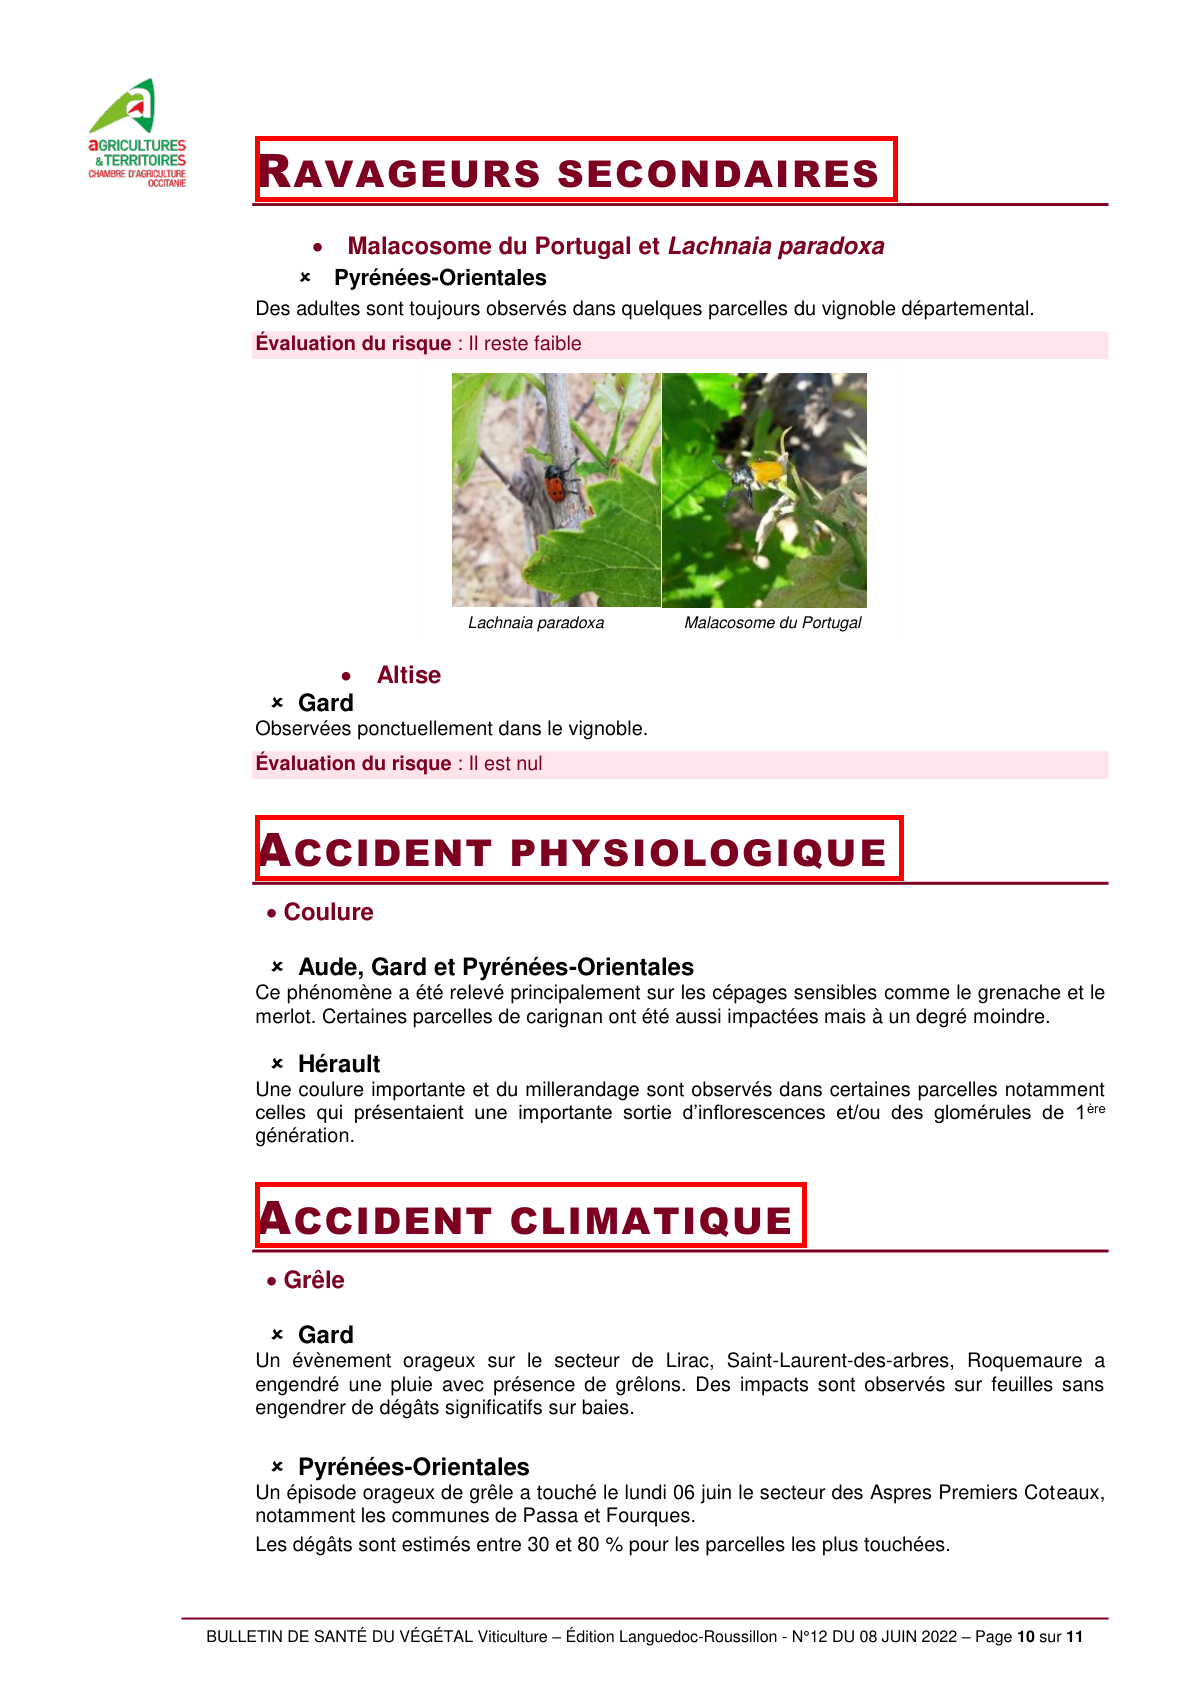 aGRICULTURES
& TERRITOIRES
CHAMBRE D'AGRICULTURE
OCCITANIE
RAVAGEURS SECONDAIRES
• Malacosome du Portugal et Lachnaia paradoxa
× Pyrénées-Orientales
Des adultes sont toujours observés dans quelques parcelles du vignoble départemental.
Évaluation du risque : Il reste faible
Lachnaia paradoxa Malacosome du Portugal
• Altise
× Gard
Observées ponctuellement dans le vignoble.
Évaluation du risque : Il est nul
ACCIDENT PHYSIOLOGIQUE
• Coulure
× Aude, Gard et Pyrénées-Orientales
Ce phénomène a été relevé principalement sur les cépages sensibles comme le grenache et le
merlot. Certaines parcelles de carignan ont été aussi impactées mais à un degré moindre.
× Hérault
Une coulure importante et du millerandage sont observés dans certaines parcelles notamment
celles qui présentaient une importante sortie d'inflorescences et/ou des glomérules de 1ère
génération.
ACCIDENT CLIMATIQUE
• Grêle
× Gard
Un évènement orageux sur le secteur de Lirac, Saint-Laurent-des-arbres, Roquemaure a
engendré une pluie avec présence de grêlons. Des impacts sont observés sur feuilles sans
engendrer de dégâts significatifs sur baies.
× Pyrénées-Orientales
Un épisode orageux de grêle a touché le lundi 06 juin le secteur des Aspres Premiers Coteaux,
notamment les communes de Passa et Fourques.
Les dégâts sont estimés entre 30 et 80 % pour les parcelles les plus touchées.
BULLETIN DE SANTÉ DU VÉGÉTAL Viticulture – Édition Languedoc-Roussillon - N°12 DU 08 JUIN 2022 – Page 10 sur 11